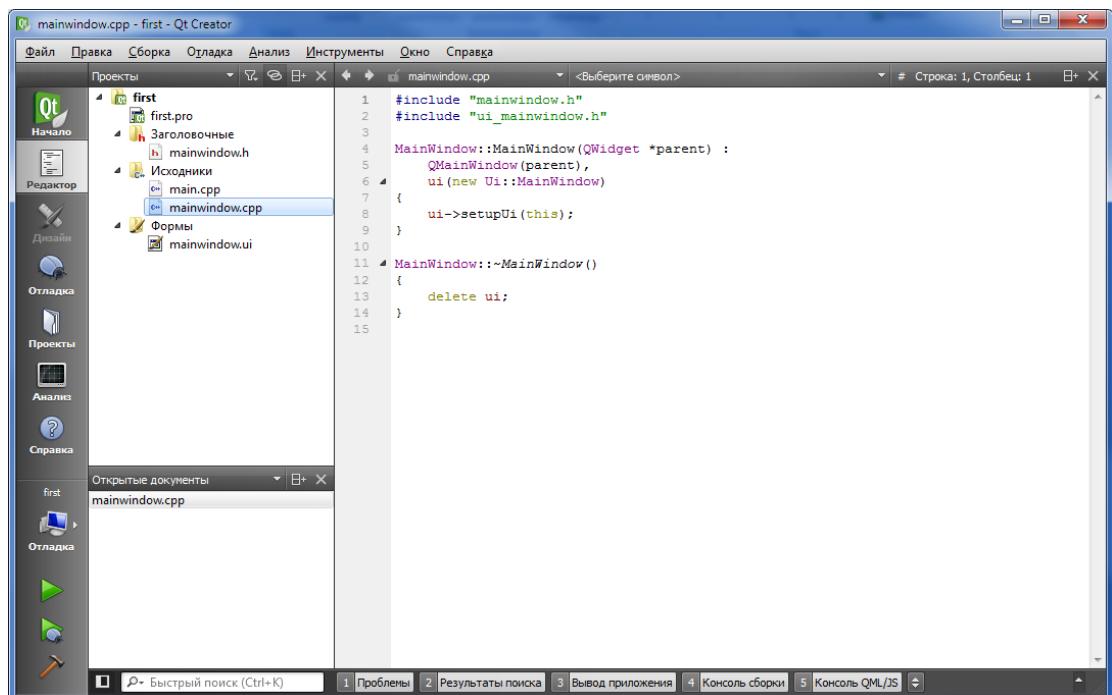 mainwindow.cpp - first - Qt Creator
Файл Правка Сборка Отладка Анализ Инструменты Окно Справка
Проекты
mainwindow.cpp <Выберите символ> # Строка: 1, Столбец: 1
Qt
Начало
Редактор
Дизайн
Отладка
Проекты
Анализ
Справка
first
Отладка
first
first.pro
Заголовочные
mainwindow.h
Исходники
main.cpp
mainwindow.cpp
Формы
mainwindow.ui
Открытые документы
mainwindow.cpp
1 #include "mainwindow.h"
2 #include "ui_mainwindow.h"
3
4 MainWindow::MainWindow(QWidget *parent) :
5     QMainWindow(parent),
6     ui(new Ui::MainWindow)
7 {
8     ui->setupUi(this);
9 }
10
11 MainWindow::~MainWindow()
12 {
13     delete ui;
14 }
15
Быстрый поиск (Ctrl+K) 1 Проблемы 2 Результаты поиска 3 Вывод приложения 4 Консоль сборки 5 Консоль QML/JS